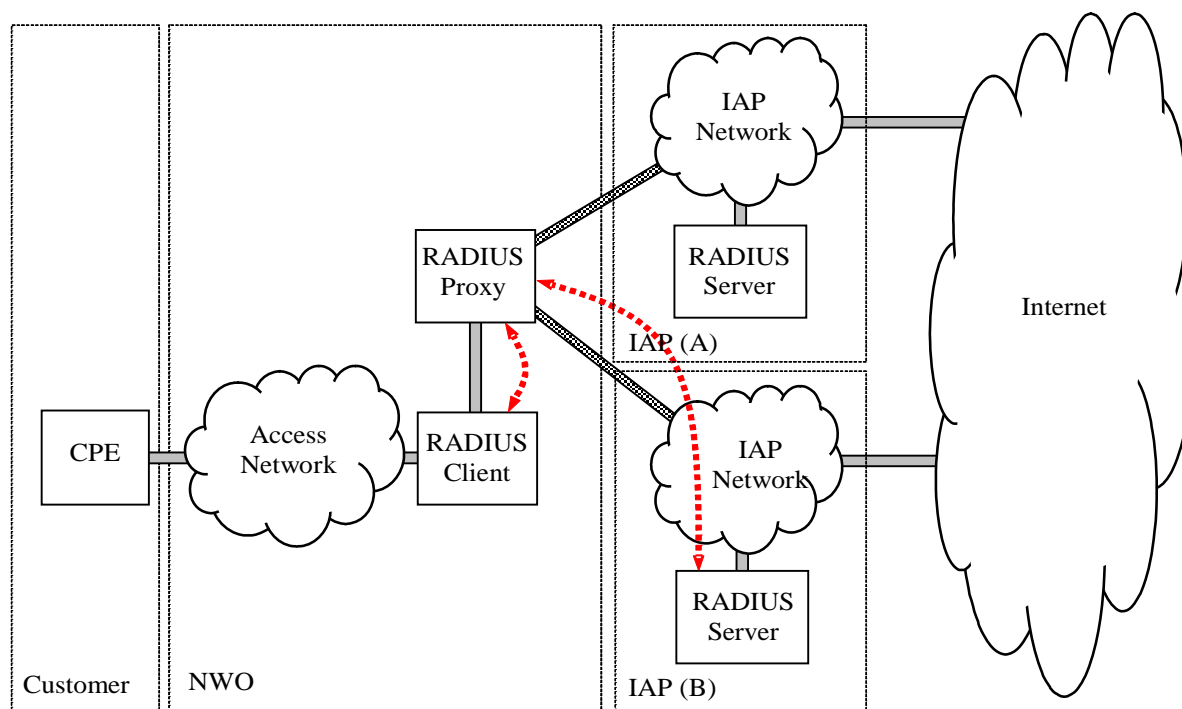 IAP
Network
RADIUS
Proxy
RADIUS
Server
Internet
IAP (A)
CPE
Access
Network
RADIUS
Client
IAP
Network
RADIUS
Server
Customer
NWO
IAP (B)